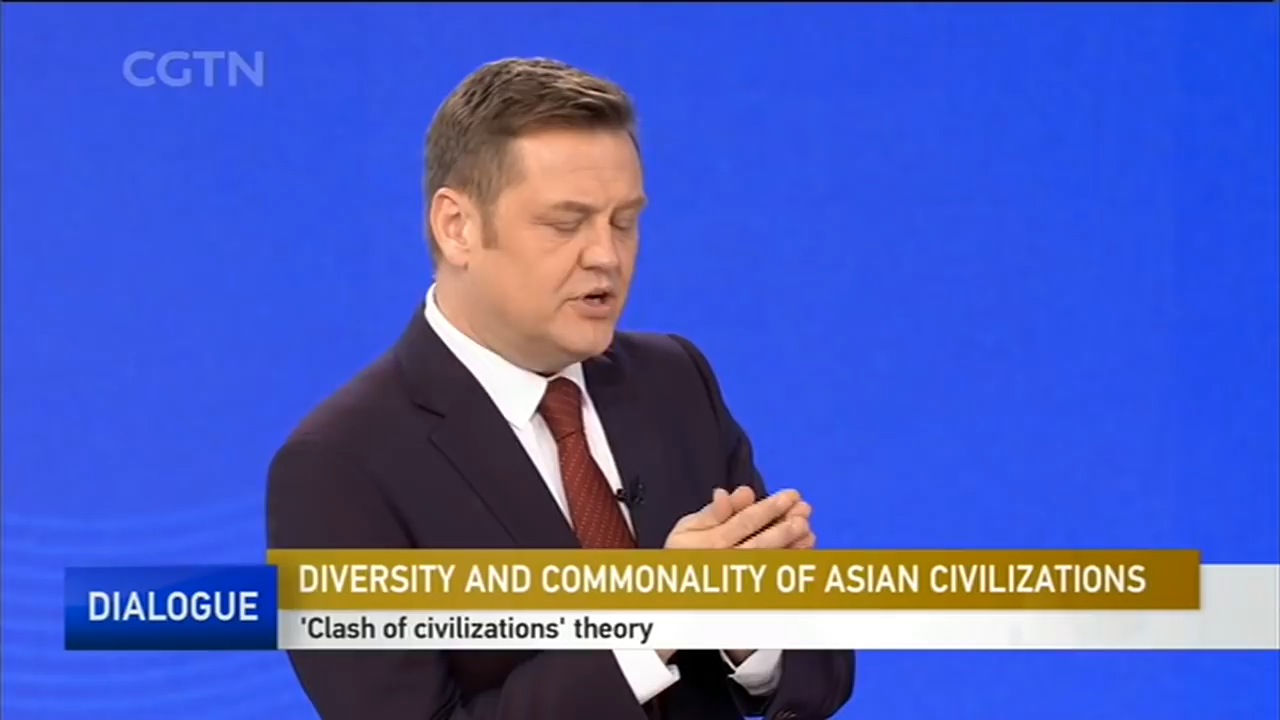 CGTN
DIVERSITY AND COMMONALITY OF ASIAN CIVILIZATIONS
DIALOGUE
'Clash of civilizations' theory